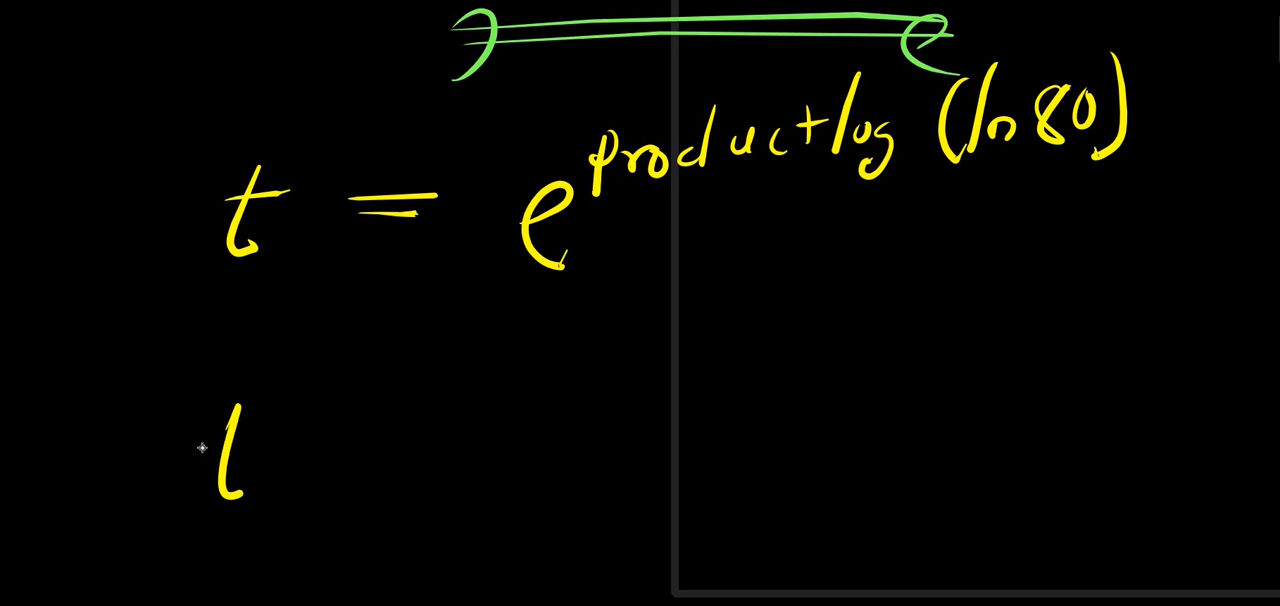 t = e^productlog (ln 80)